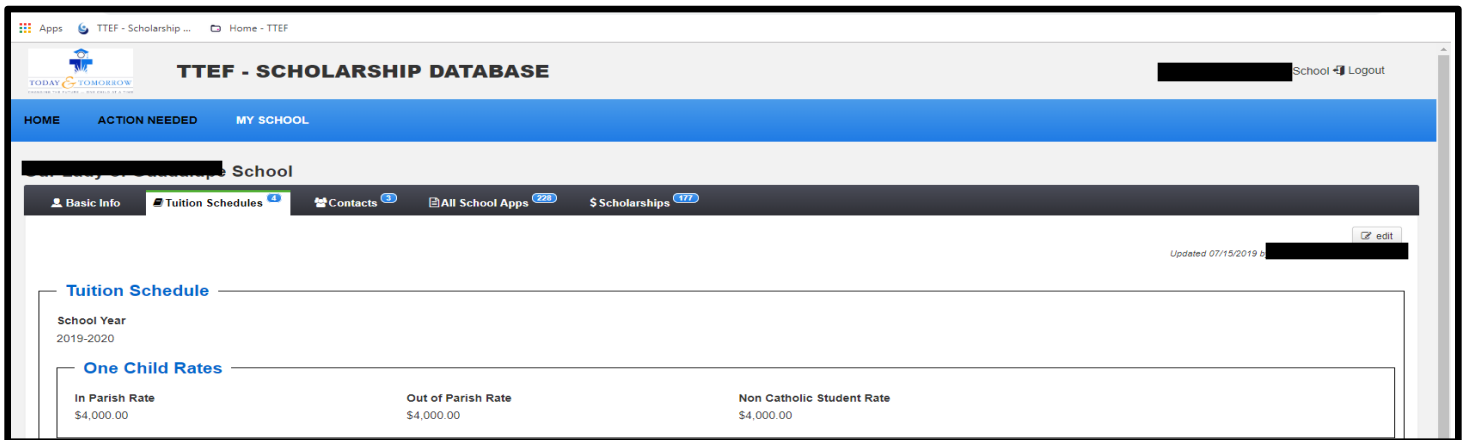 Apps TTEF - Scholarship ... Home - TTEF
TODAY & TOMORROW
TTEF - SCHOLARSHIP DATABASE
School Logout
HOME ACTION NEEDED MY SCHOOL
School
Basic Info Tuition Schedules 4 Contacts 3 All School Apps 228 $ Scholarships 177
edit
Updated 07/15/2019 b
Tuition Schedule
School Year
2019-2020
One Child Rates
In Parish Rate Out of Parish Rate Non Catholic Student Rate
$4,000.00 $4,000.00 $4,000.00